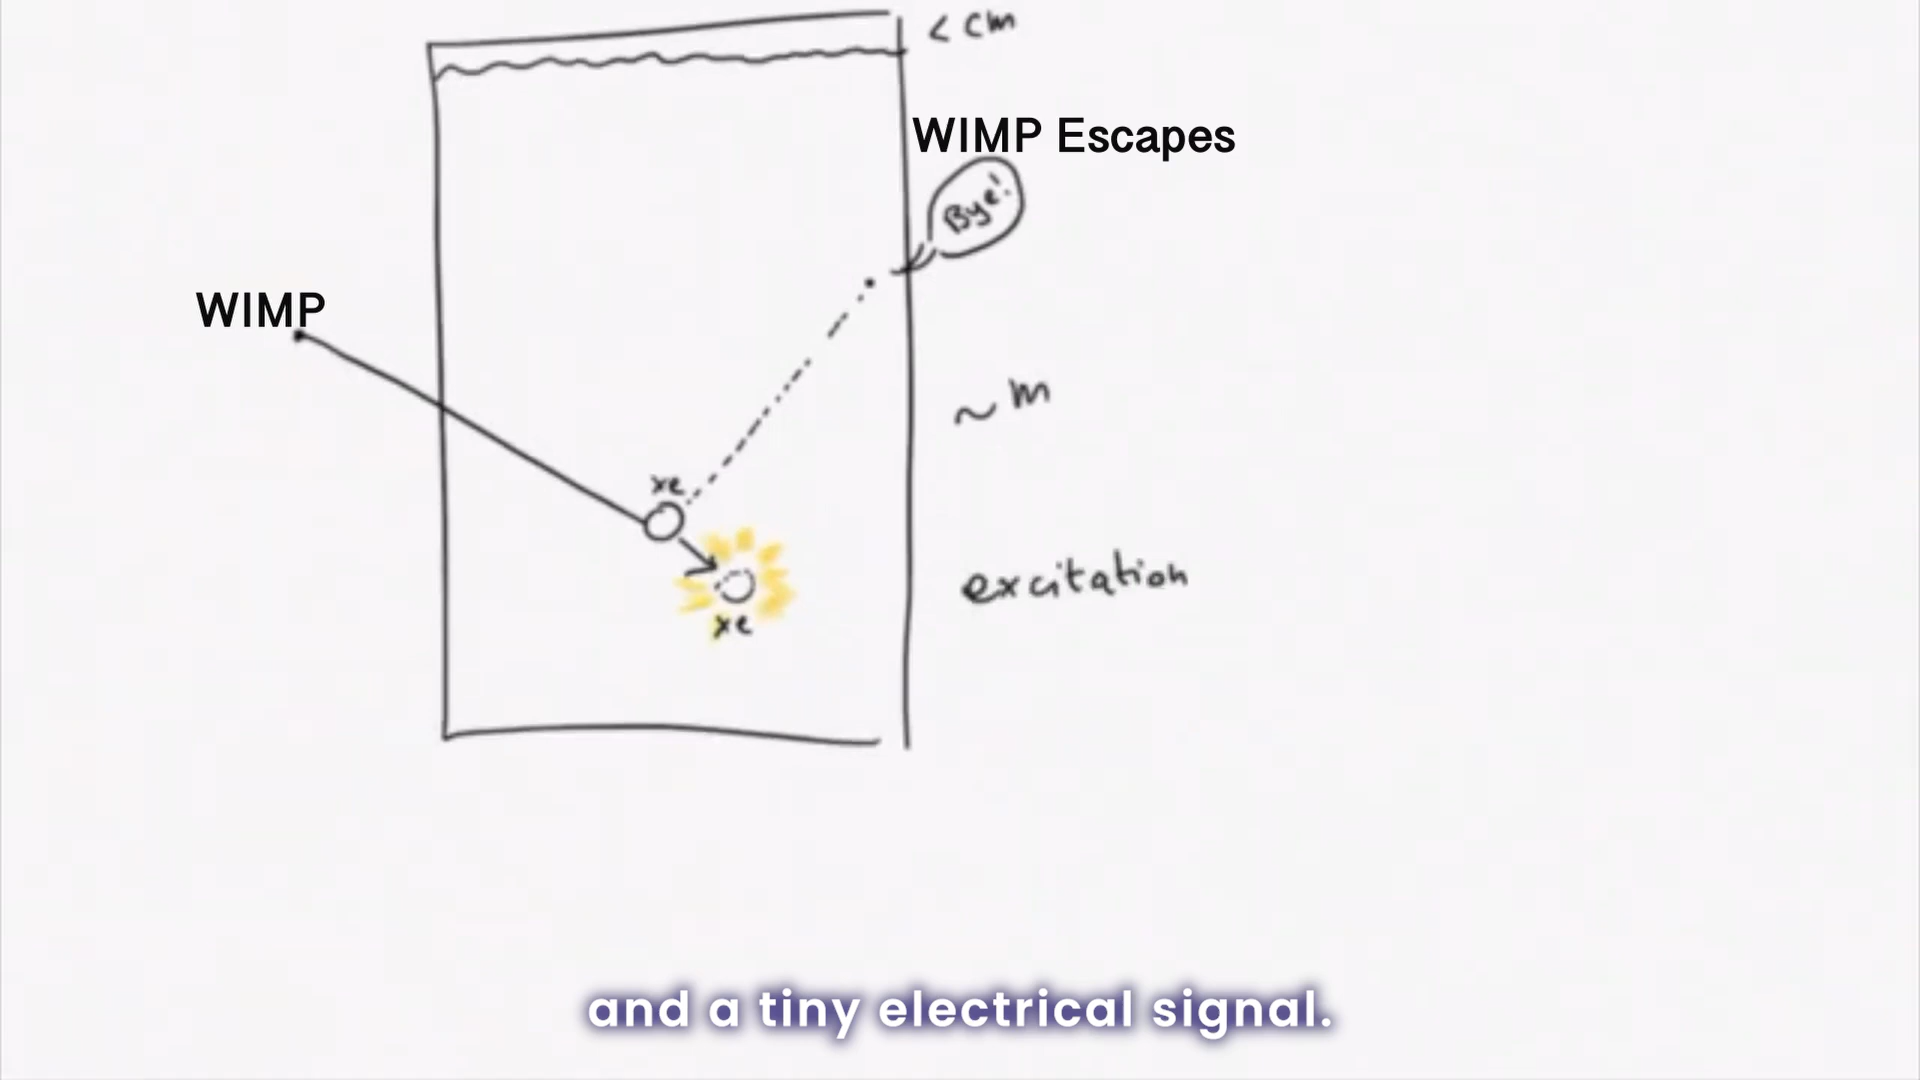 < cm
WIMP Escapes
Bye!
WIMP
~ m
xe
excitation
xe
and a tiny electrical signal.